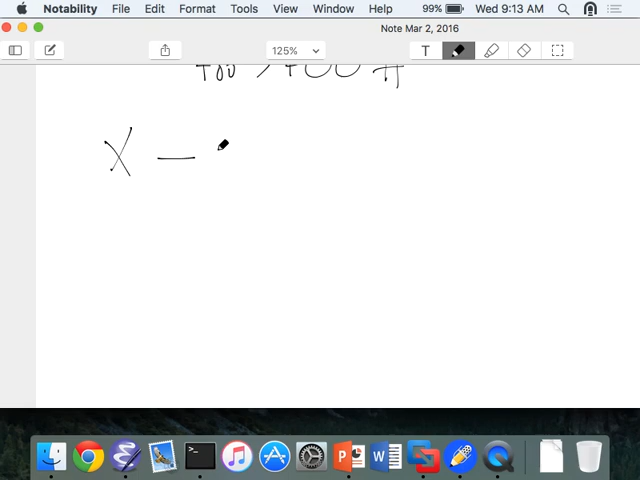 Notability File Edit Format Tools View Window Help 99% Wed 9:13 AM
Note Mar 2, 2016
125% T
X —